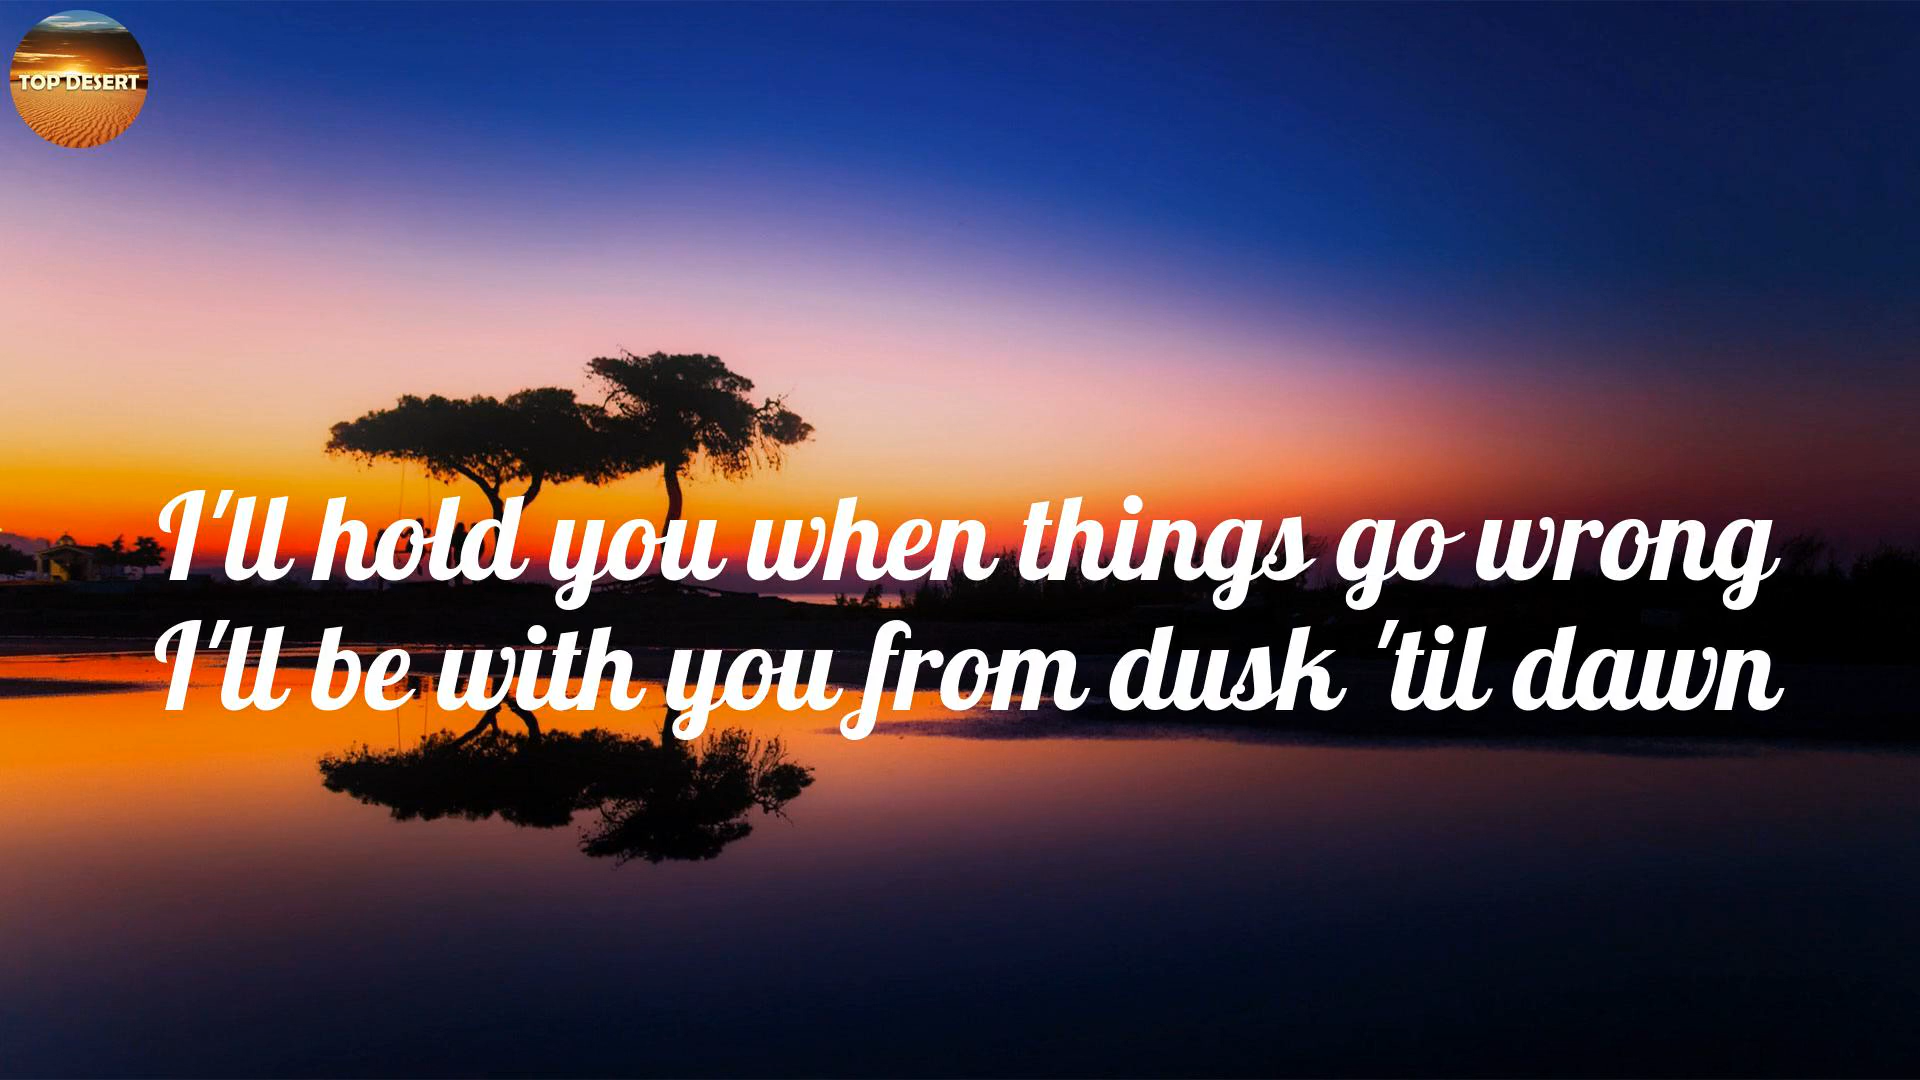 TOP DESERT
I'll hold you when things go wrong
I'll be with you from dusk 'til dawn